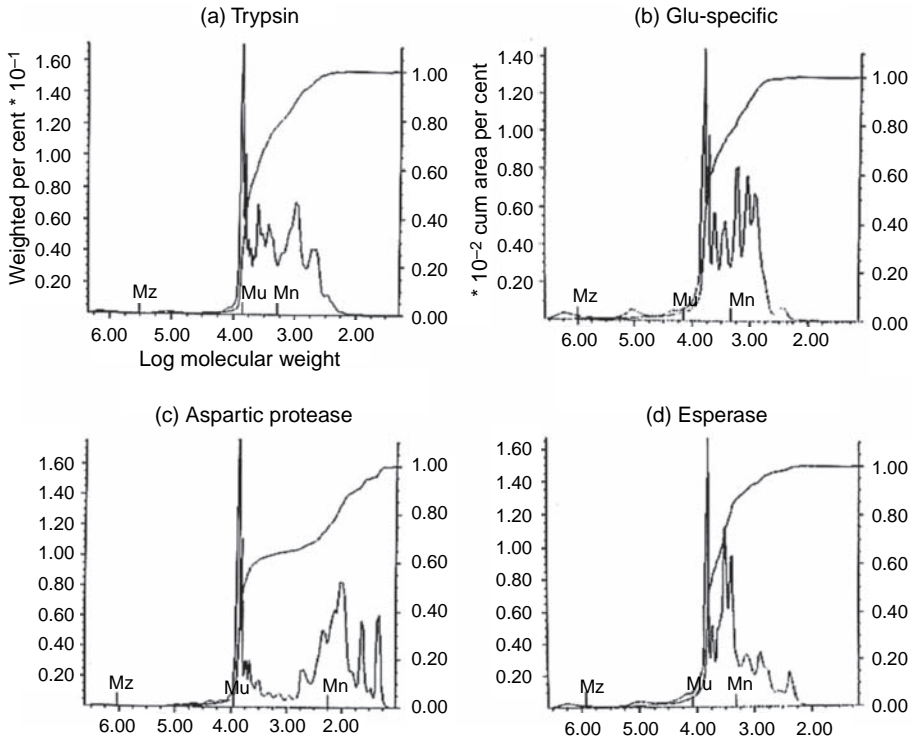 (a) Trypsin
Weighted per cent * 10⁻¹
1.60
1.40
1.20
1.00
0.80
0.60
0.40
0.20
1.00
0.80
0.60
0.40
0.20
0.00
Mz
Mu
Mn
6.00 5.00 4.00 3.00 2.00
Log molecular weight
(b) Glu-specific
* 10⁻² cum area per cent
1.40
1.20
1.00
0.80
0.60
0.40
0.20
1.00
0.80
0.60
0.40
0.20
0.00
Mz
Mu
Mn
6.00 5.00 4.00 3.00 2.00
(c) Aspartic protease
1.60
1.40
1.20
1.00
0.80
0.60
0.40
0.20
1.00
0.80
0.60
0.40
0.20
0.00
Mz
Mu
Mn
6.00 5.00 4.00 3.00 2.00
(d) Esperase
1.60
1.40
1.20
1.00
0.80
0.60
0.40
0.20
1.00
0.80
0.60
0.40
0.20
0.00
Mz
Mu
Mn
6.00 5.00 4.00 3.00 2.00